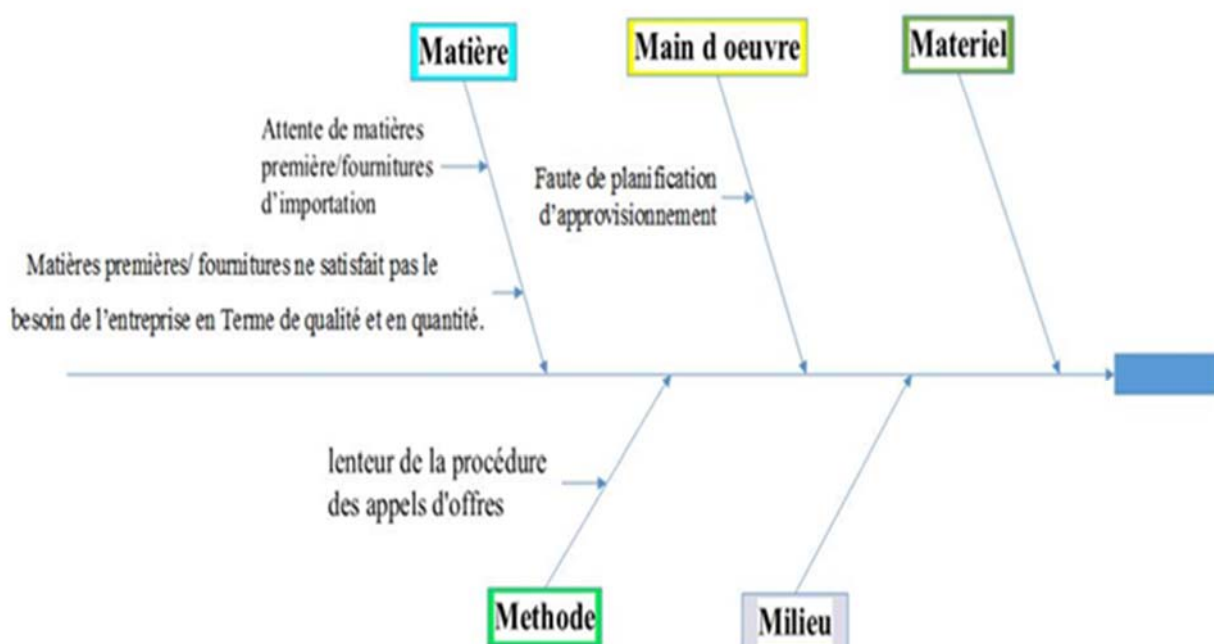 Matière
Main d oeuvre
Materiel
Attente de matières
première/fournitures
d'importation
Faute de planification
d'approvisionnement
Matières premières/ fournitures ne satisfait pas le
besoin de l'entreprise en Terme de qualité et en quantité.
lenteur de la procédure
des appels d'offres
Methode
Milieu